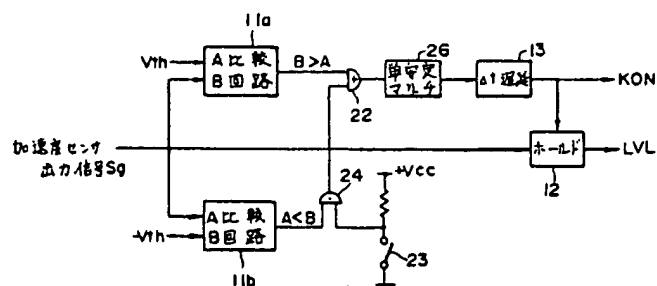 11a
Vth
A 比較
B 回路
B>A
22
26
単安定
マルチ
13
Δt 遅延
KON
加速度センサ
出力信号Sg
ホールド
12
LVL
24
+Vcc
-Vth
A 比較
B 回路
A<B
11b
23